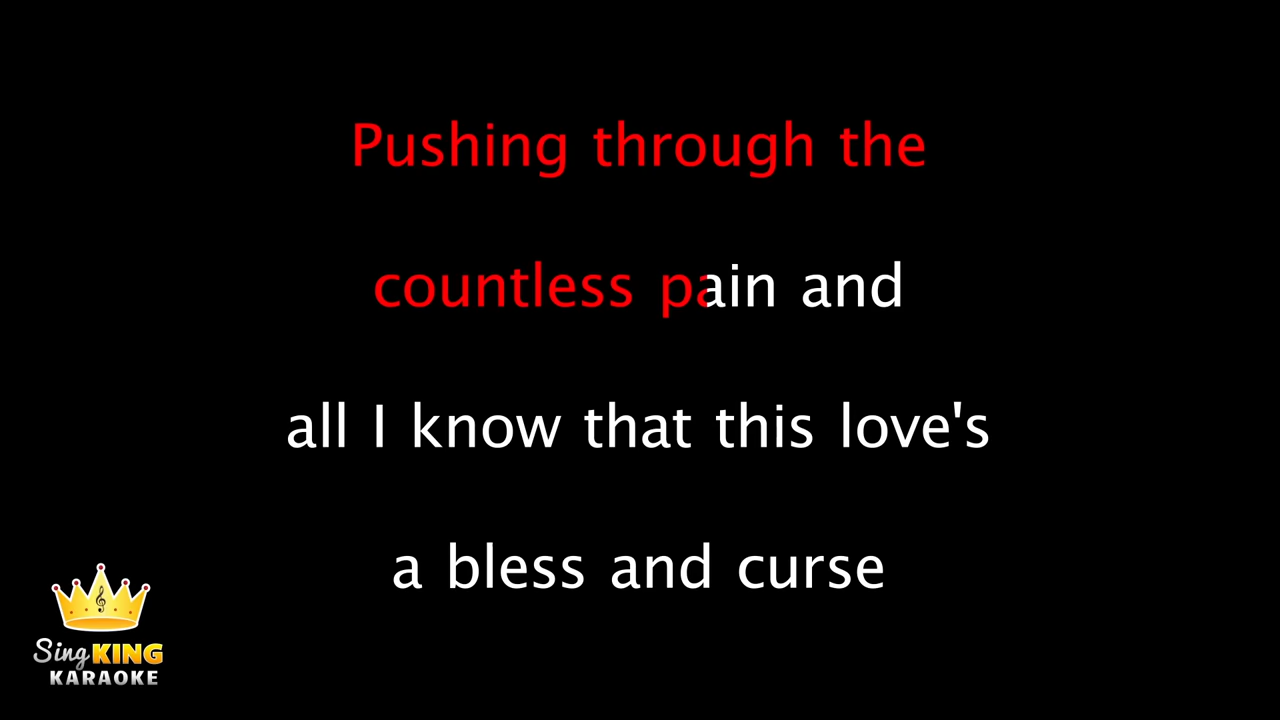 Pushing through the
countless pain and
all I know that this love's
a bless and curse
Sing KING
KARAOKE